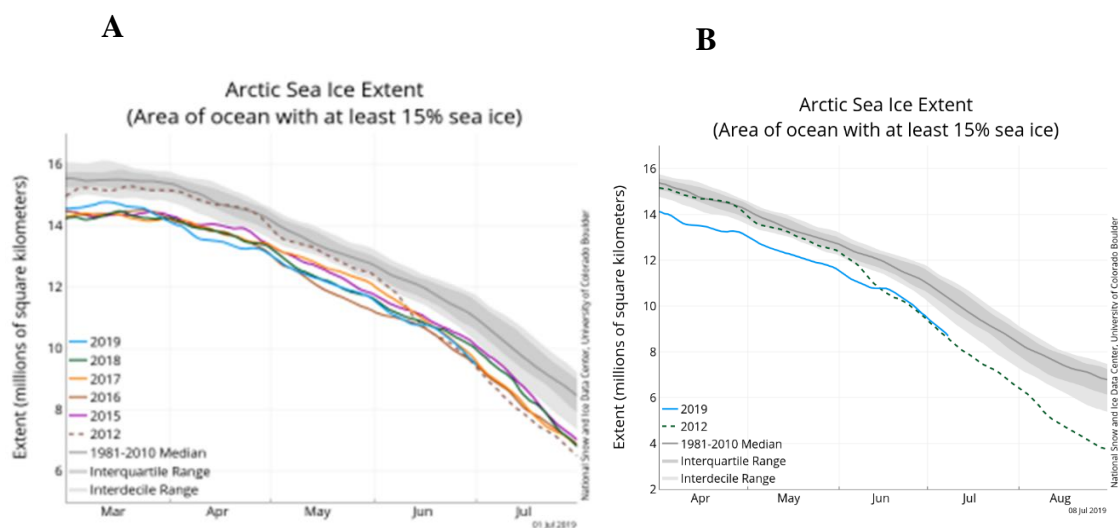 A
Arctic Sea Ice Extent
(Area of ocean with at least 15% sea ice)
Extent (millions of square kilometers)
16
14
12
10
8
6
2019
2018
2017
2016
2015
2012
1981-2010 Median
Interquartile Range
Interdecile Range
Mar Apr May Jun Jul
01 Jul 2019
National Snow and Ice Data Center, University of Colorado Boulder
B
Arctic Sea Ice Extent
(Area of ocean with at least 15% sea ice)
Extent (millions of square kilometers)
16
14
12
10
8
6
4
2
2019
2012
1981-2010 Median
Interquartile Range
Interdecile Range
Apr May Jun Jul Aug
08 Jul 2019
National Snow and Ice Data Center, University of Colorado Boulder